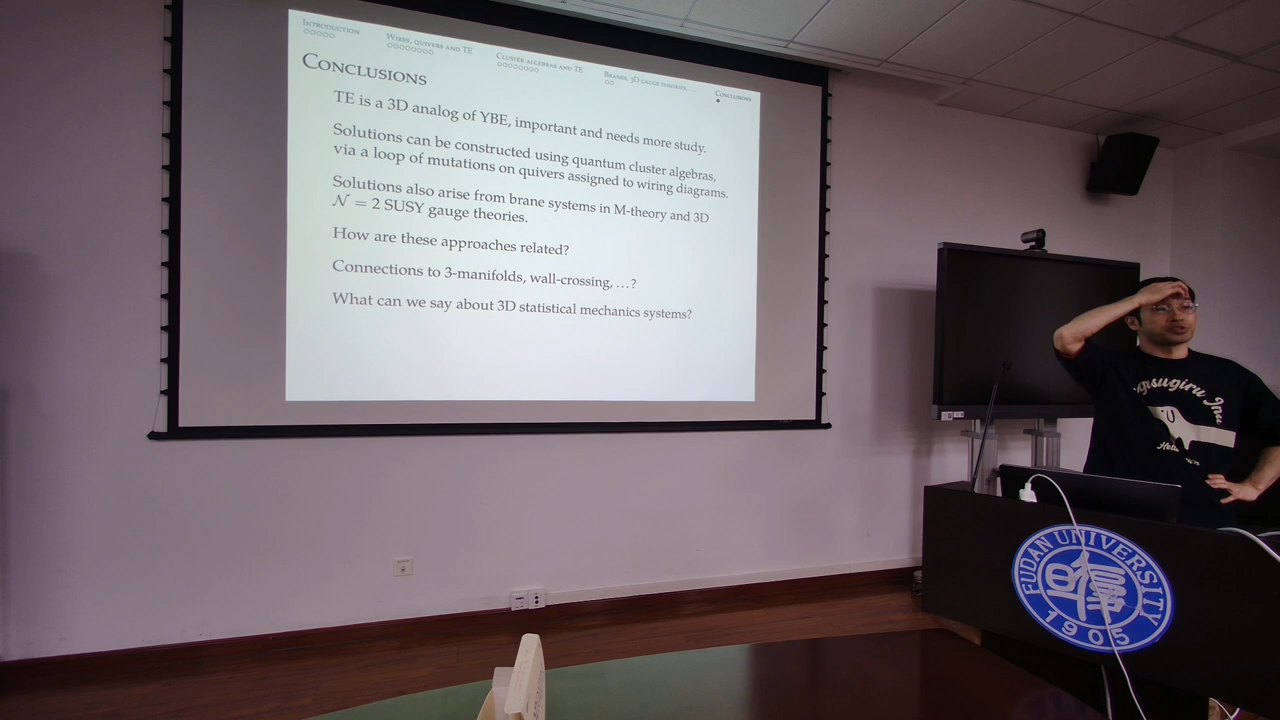 INTRODUCTION
WIRES, QUIVERS AND TE
CLUSTER ALGEBRAS AND TE
BRANES, 3D GAUGE THEORIES, ...
CONCLUSIONS
CONCLUSIONS
TE is a 3D analog of YBE, important and needs more study.
Solutions can be constructed using quantum cluster algebras,
via a loop of mutations on quivers assigned to wiring diagrams.
Solutions also arise from brane systems in M-theory and 3D
𝒩 = 2 SUSY gauge theories.
How are these approaches related?
Connections to 3-manifolds, wall-crossing, ...?
What can we say about 3D statistical mechanics systems?
FUDAN UNIVERSITY
1905